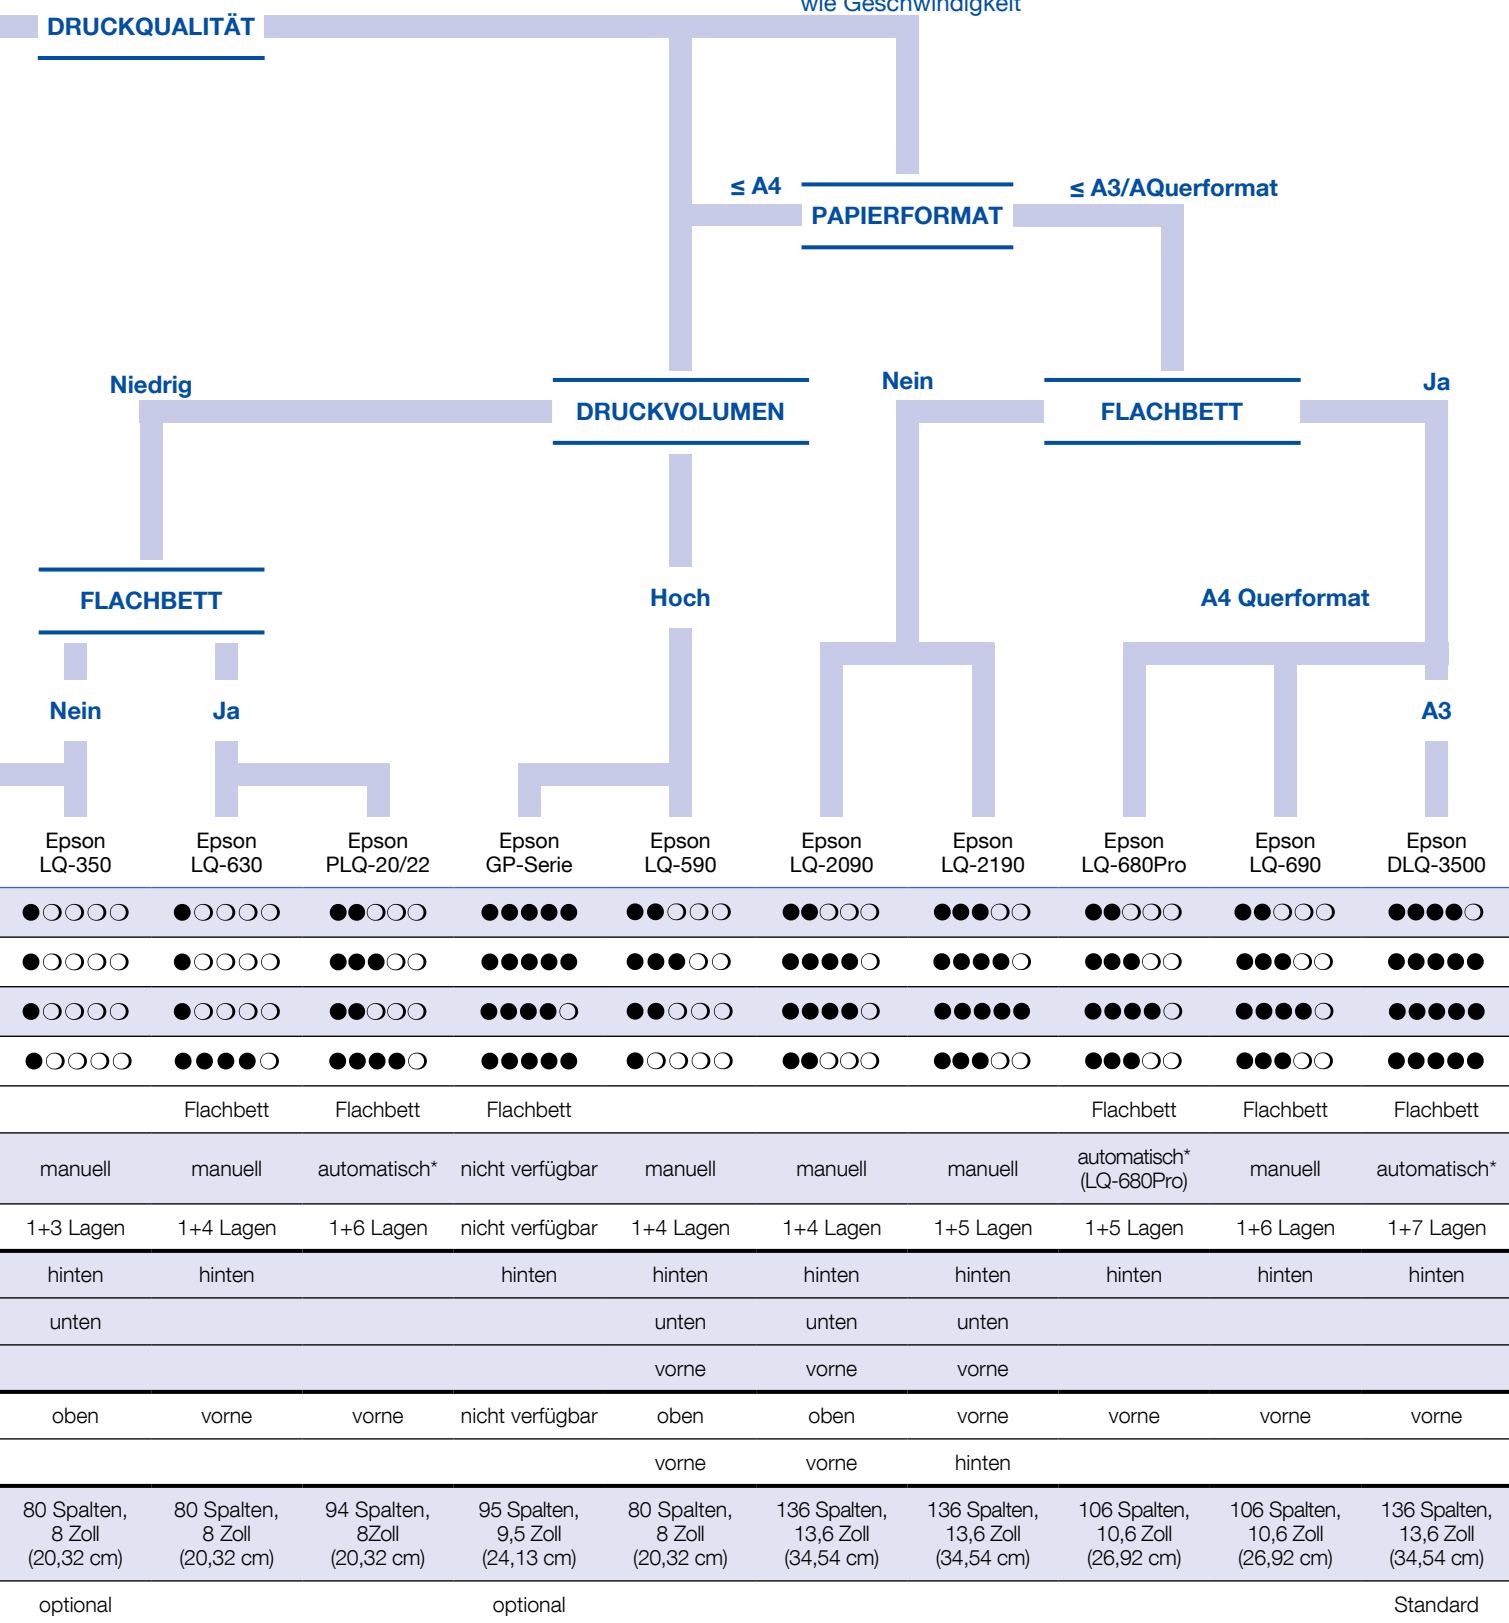 wie Geschwindigkeit
DRUCKQUALITÄT
≤ A4
≤ A3/AQuerformat
PAPIERFORMAT
Niedrig
Nein
Ja
DRUCKVOLUMEN
FLACHBETT
FLACHBETT
Hoch
A4 Querformat
Nein
Ja
A3
Epson Epson Epson Epson Epson Epson Epson Epson Epson Epson
LQ-350 LQ-630 PLQ-20/22 GP-Serie LQ-590 LQ-2090 LQ-2190 LQ-680Pro LQ-690 DLQ-3500
●❍❍❍❍ ●❍❍❍❍ ●●❍❍❍ ●●●●● ●●❍❍❍ ●●❍❍❍ ●●●❍❍ ●●❍❍❍ ●●❍❍❍ ●●●●❍
●❍❍❍❍ ●❍❍❍❍ ●●●❍❍ ●●●●● ●●●❍❍ ●●●●❍ ●●●●❍ ●●●❍❍ ●●●❍❍ ●●●●●
●❍❍❍❍ ●❍❍❍❍ ●●❍❍❍ ●●●●❍ ●●❍❍❍ ●●●●❍ ●●●●● ●●●●❍ ●●●●❍ ●●●●●
●❍❍❍❍ ●●●●❍ ●●●●❍ ●●●●● ●❍❍❍❍ ●●❍❍❍ ●●●❍❍ ●●●❍❍ ●●●❍❍ ●●●●●
Flachbett Flachbett Flachbett Flachbett Flachbett Flachbett
manuell manuell automatisch* nicht verfügbar manuell manuell manuell automatisch* manuell automatisch*
(LQ-680Pro)
1+3 Lagen 1+4 Lagen 1+6 Lagen nicht verfügbar 1+4 Lagen 1+4 Lagen 1+5 Lagen 1+5 Lagen 1+6 Lagen 1+7 Lagen
hinten hinten hinten hinten hinten hinten hinten hinten hinten
unten unten unten unten
vorne vorne vorne
oben vorne vorne nicht verfügbar oben oben vorne vorne vorne vorne
vorne vorne hinten
80 Spalten, 80 Spalten, 94 Spalten, 95 Spalten, 80 Spalten, 136 Spalten, 136 Spalten, 106 Spalten, 106 Spalten, 136 Spalten,
8 Zoll 8 Zoll 8Zoll 9,5 Zoll 8 Zoll 13,6 Zoll 13,6 Zoll 10,6 Zoll 10,6 Zoll 13,6 Zoll
(20,32 cm) (20,32 cm) (20,32 cm) (24,13 cm) (20,32 cm) (34,54 cm) (34,54 cm) (26,92 cm) (26,92 cm) (34,54 cm)
optional optional Standard